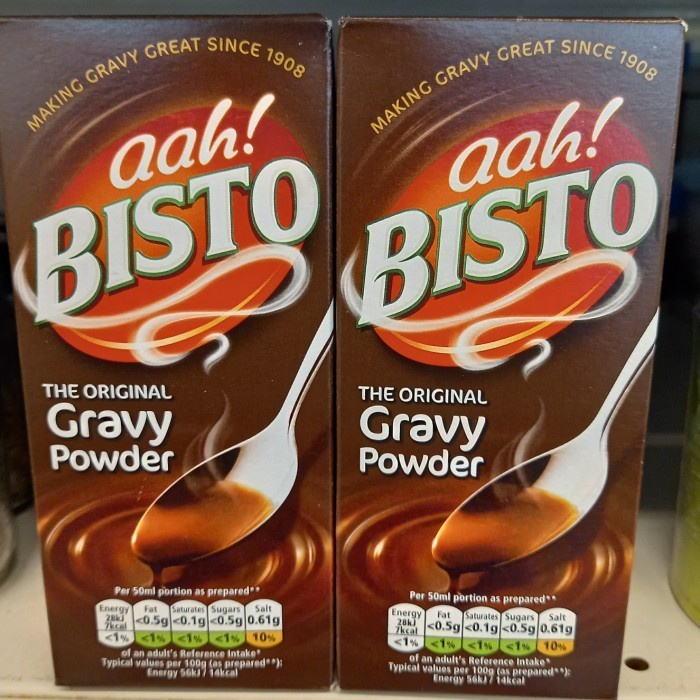 MAKING GRAVY GREAT SINCE 1908
aah!
BISTO
THE ORIGINAL
Gravy
Powder
Per 50ml portion as prepared**
Energy Fat Saturates Sugars Salt
28kJ 7kcal <0.5g <0.1g <0.5g 0.61g
<1% <1% <1% <1% 10%
of an adult's Reference Intake*
Typical values per 100g (as prepared**):
Energy 56kJ / 14kcal
MAKING GRAVY GREAT SINCE 1908
aah!
BISTO
THE ORIGINAL
Gravy
Powder
Per 50ml portion as prepared**
Energy Fat Saturates Sugars Salt
28kJ 7kcal <0.5g <0.1g <0.5g 0.61g
<1% <1% <1% <1% 10%
of an adult's Reference Intake*
Typical values per 100g (as prepared**):
Energy 56kJ / 14kcal